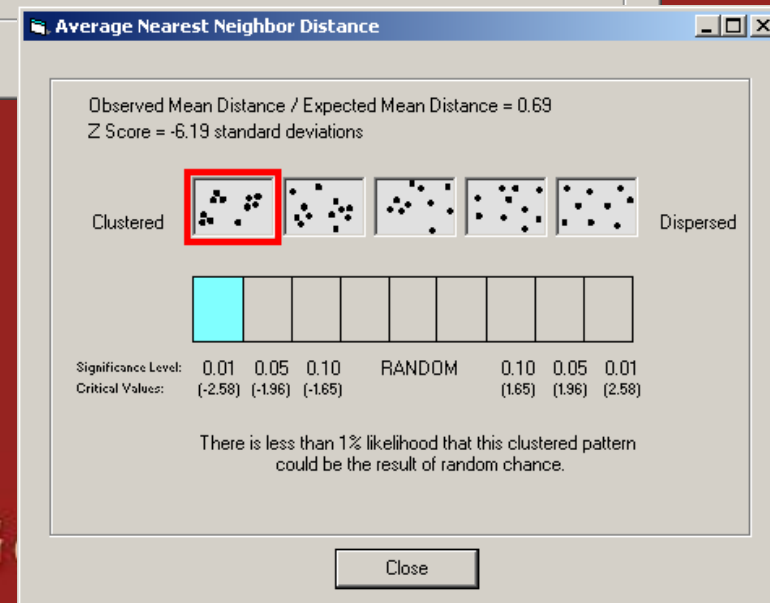 Average Nearest Neighbor Distance
Observed Mean Distance / Expected Mean Distance = 0.69
Z Score = -6.19 standard deviations
Clustered
Dispersed
Significance Level: 0.01 0.05 0.10 RANDOM 0.10 0.05 0.01
Critical Values: (-2.58) (-1.96) (-1.65) (1.65) (1.96) (2.58)
There is less than 1% likelihood that this clustered pattern
could be the result of random chance.
Close